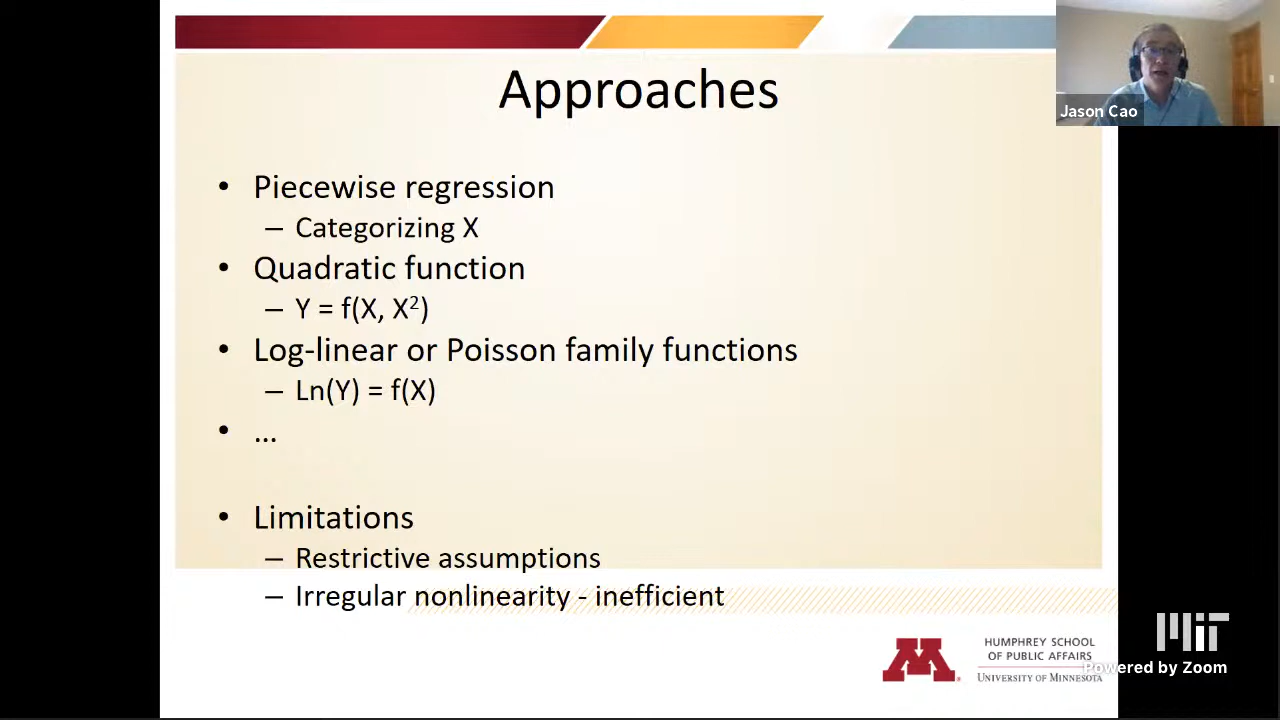 Approaches
Jason Cao
• Piecewise regression
– Categorizing X
• Quadratic function
– Y = f(X, X²)
• Log-linear or Poisson family functions
– Ln(Y) = f(X)
• ...
• Limitations
– Restrictive assumptions
– Irregular nonlinearity - inefficient
M
HUMPHREY SCHOOL
OF PUBLIC AFFAIRS
UNIVERSITY OF MINNESOTA
MIT
Powered by Zoom